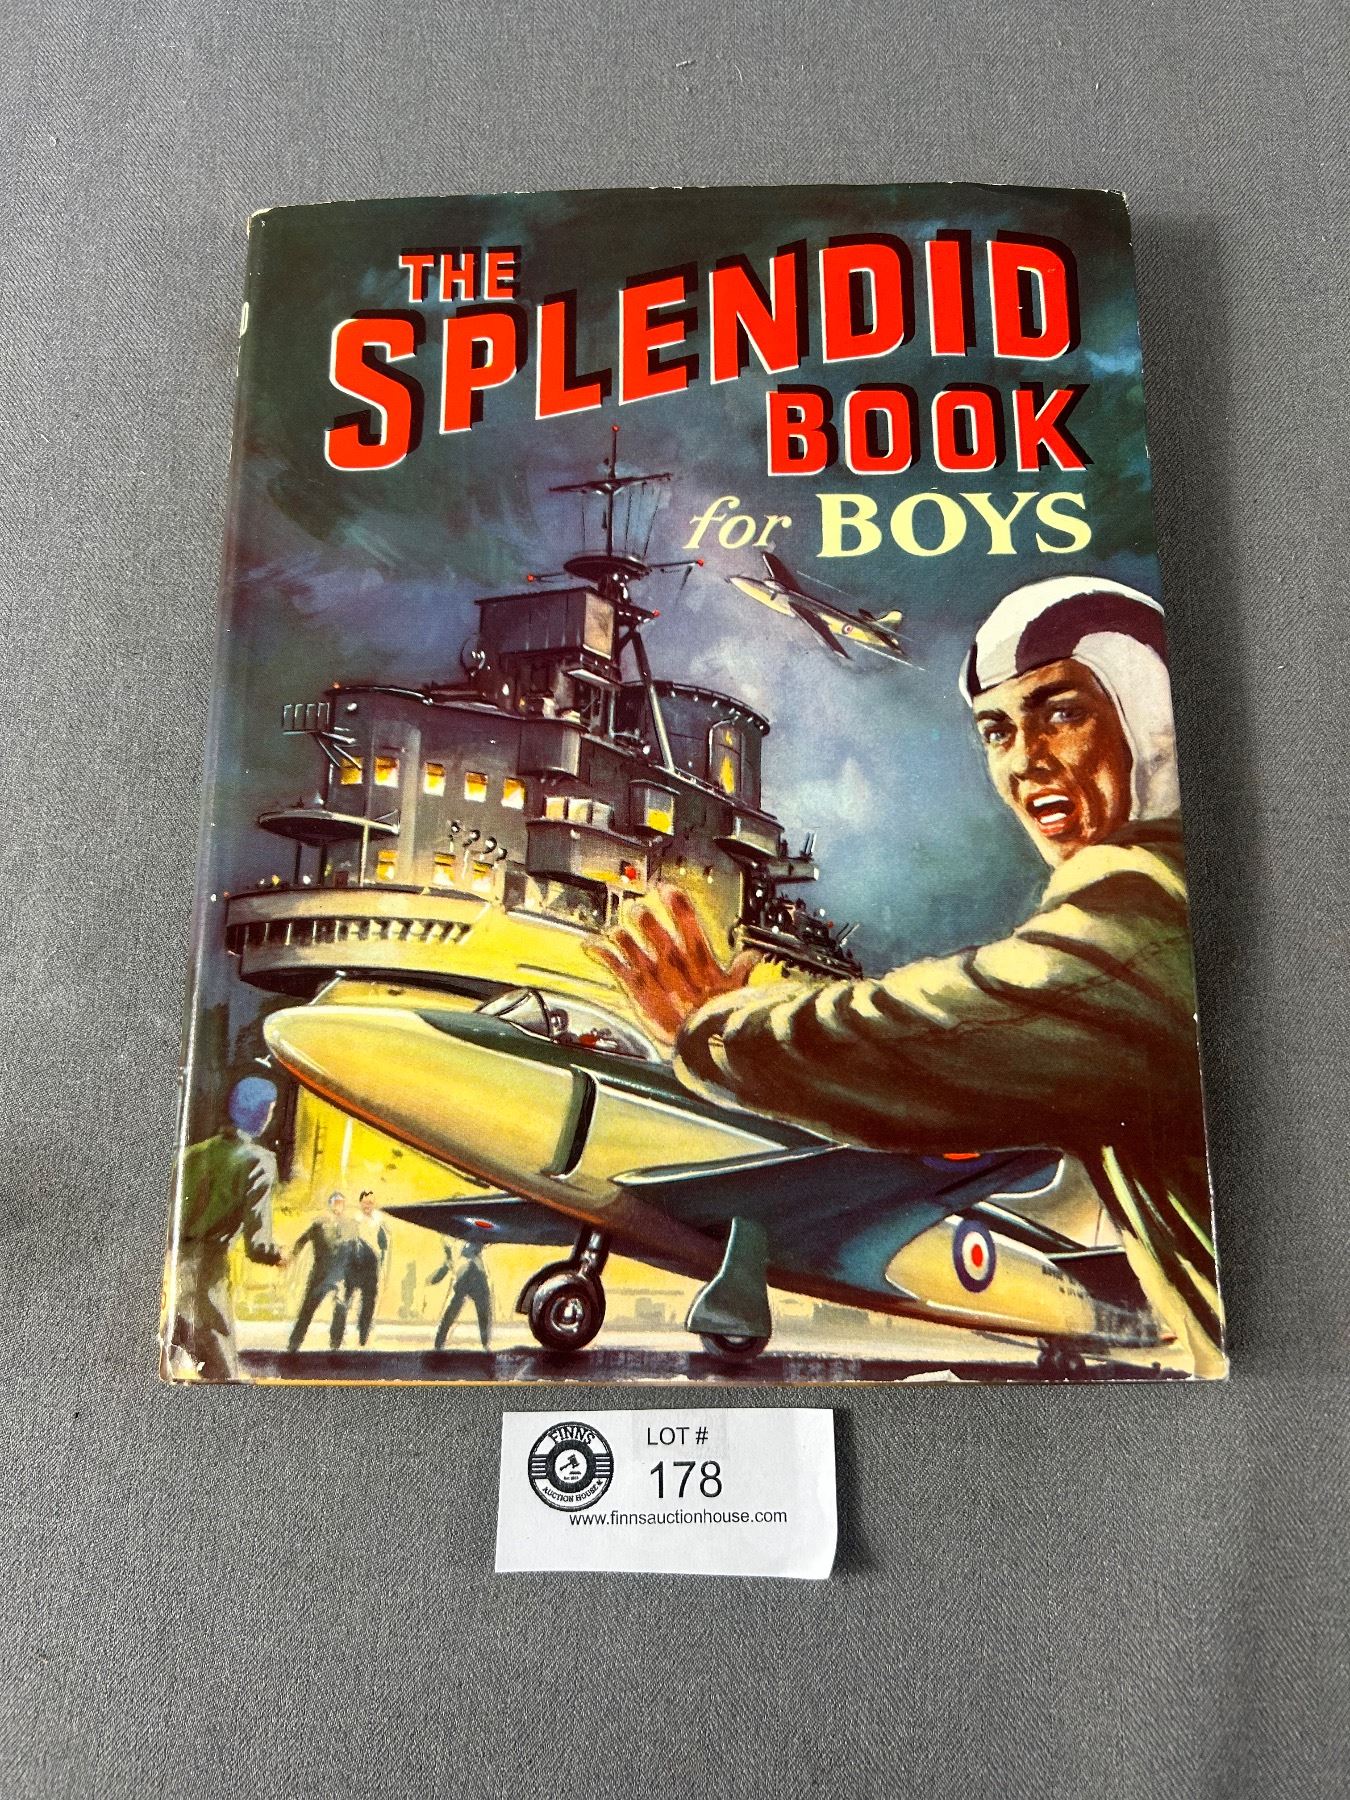 THE
SPLENDID
BOOK
for BOYS
FINNS
AUCTION HOUSE
LOT #
178
www.finnsauctionhouse.com